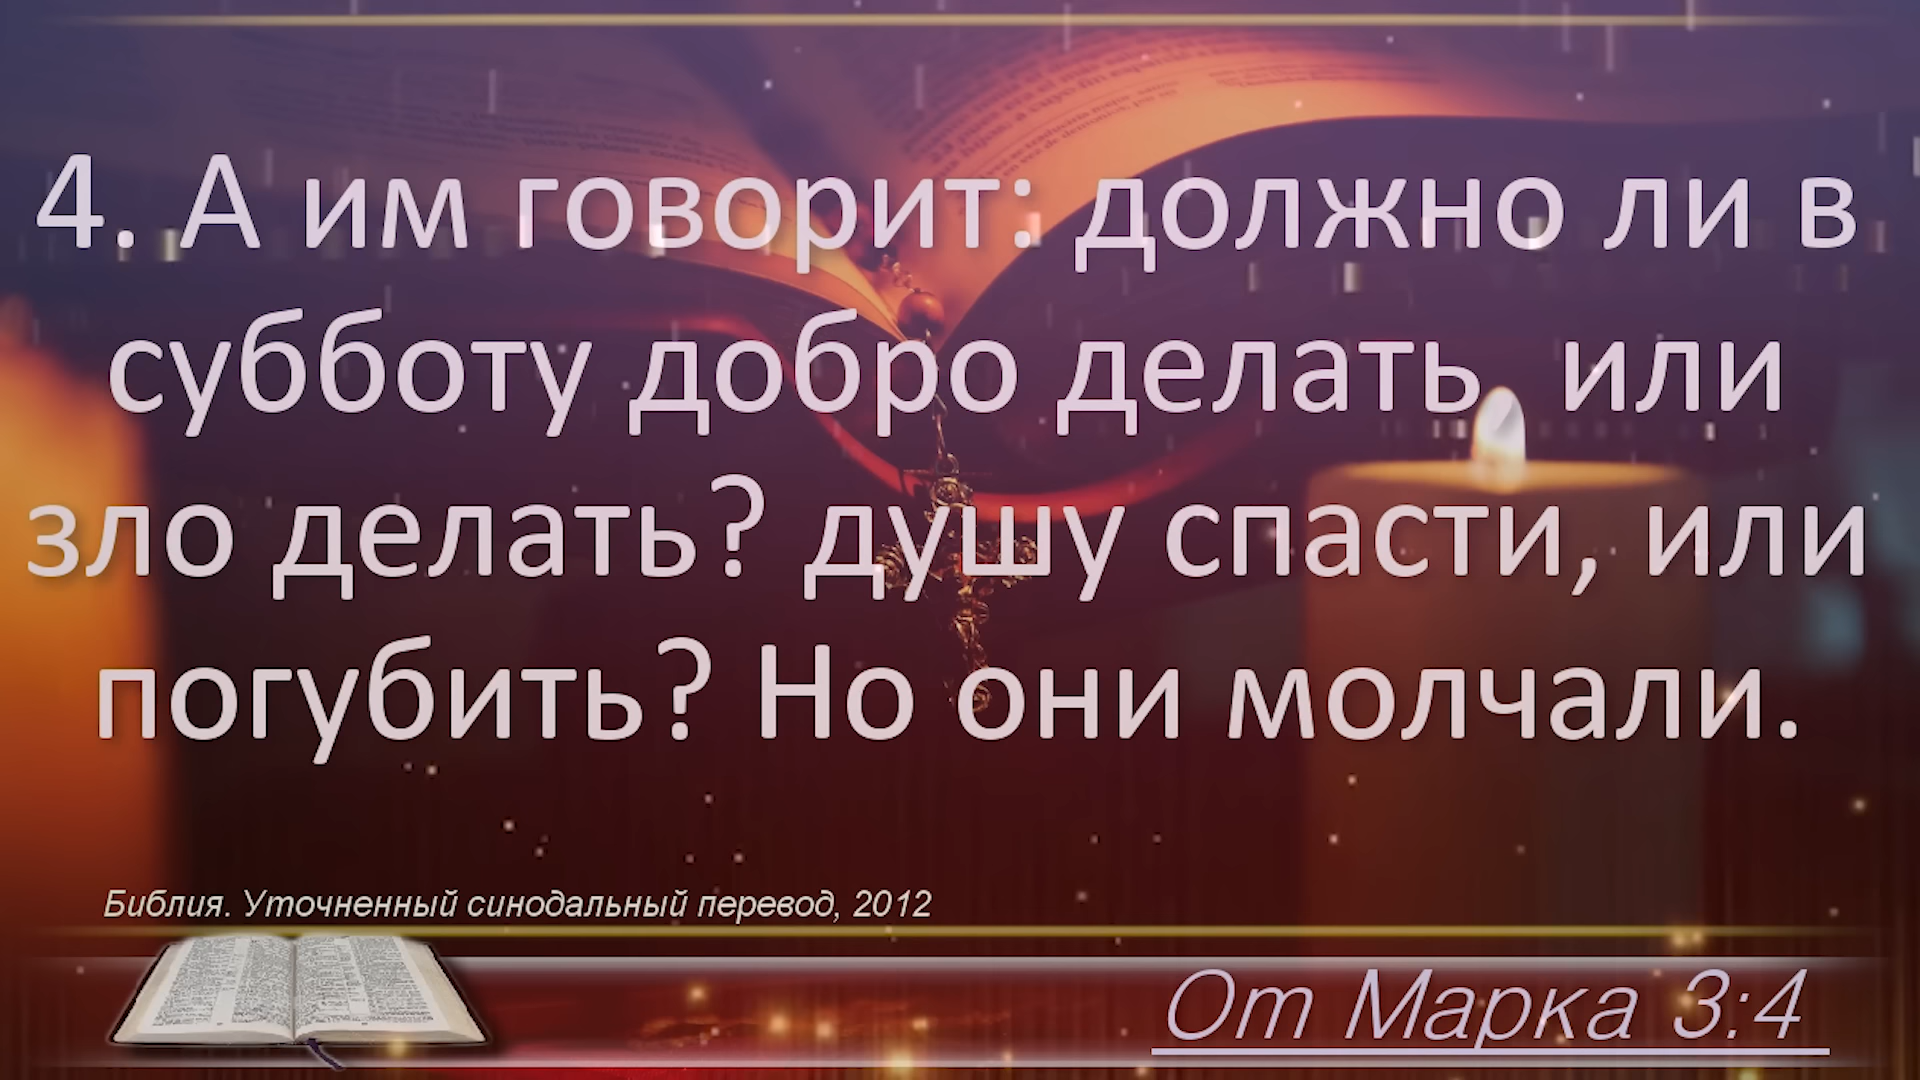 4. А им говорит: должно ли в
субботу добро делать, или
зло делать? душу спасти, или
погубить? Но они молчали.
Библия. Уточненный синодальный перевод, 2012
От Марка 3:4